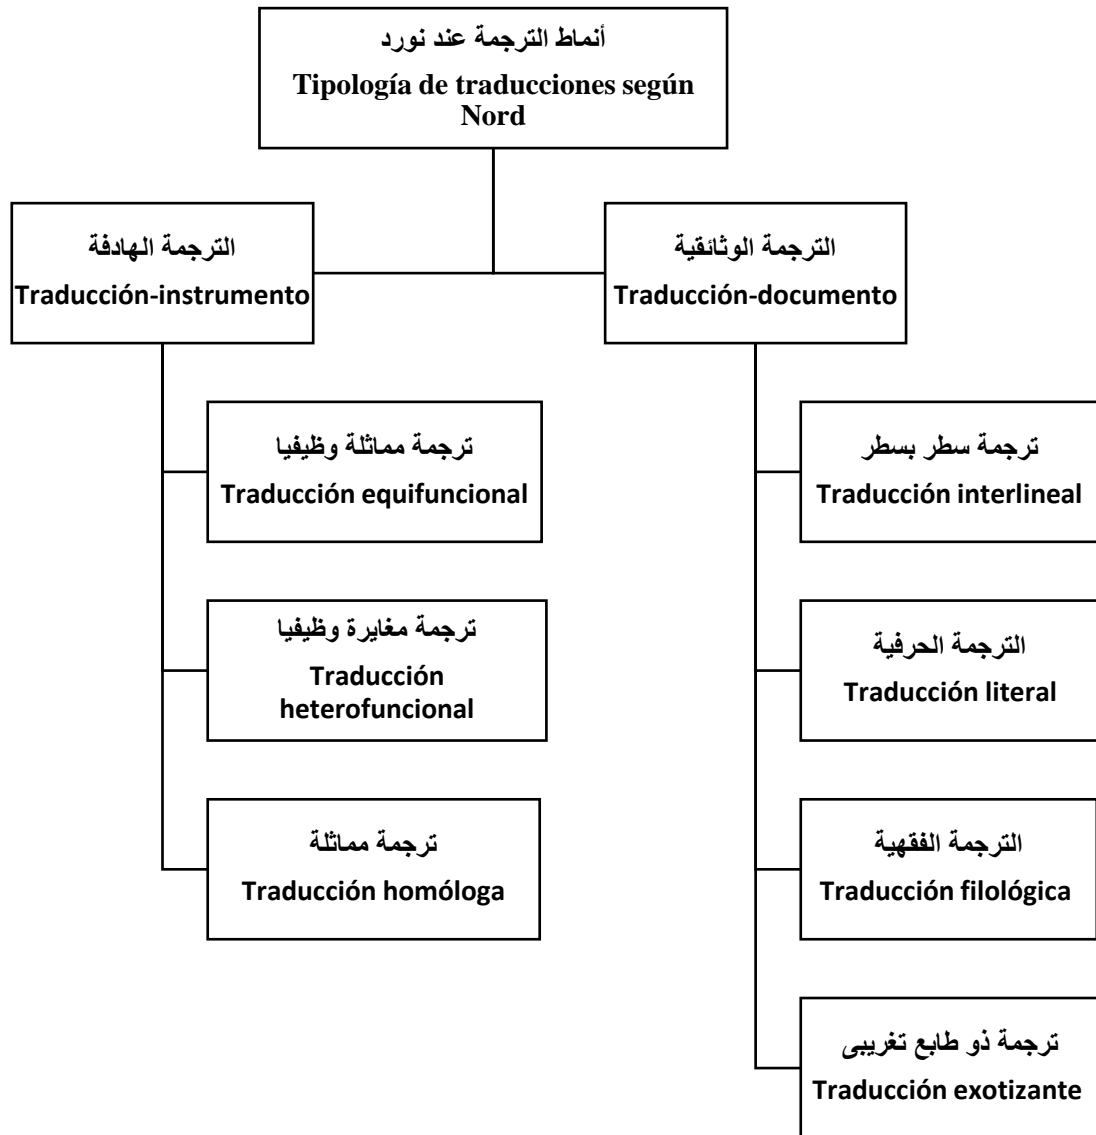 أنماط الترجمة عند نورد
Tipología de traducciones según
Nord
الترجمة الهادفة
Traducción-instrumento
الترجمة الوثائقية
Traducción-documento
ترجمة مماثلة وظيفيا
Traducción equifuncional
ترجمة سطر بسطر
Traducción interlineal
ترجمة مغايرة وظيفيا
Traducción
heterofuncional
الترجمة الحرفية
Traducción literal
ترجمة مماثلة
Traducción homóloga
الترجمة الفقهية
Traducción filológica
ترجمة ذو طابع تغريبى
Traducción exotizante